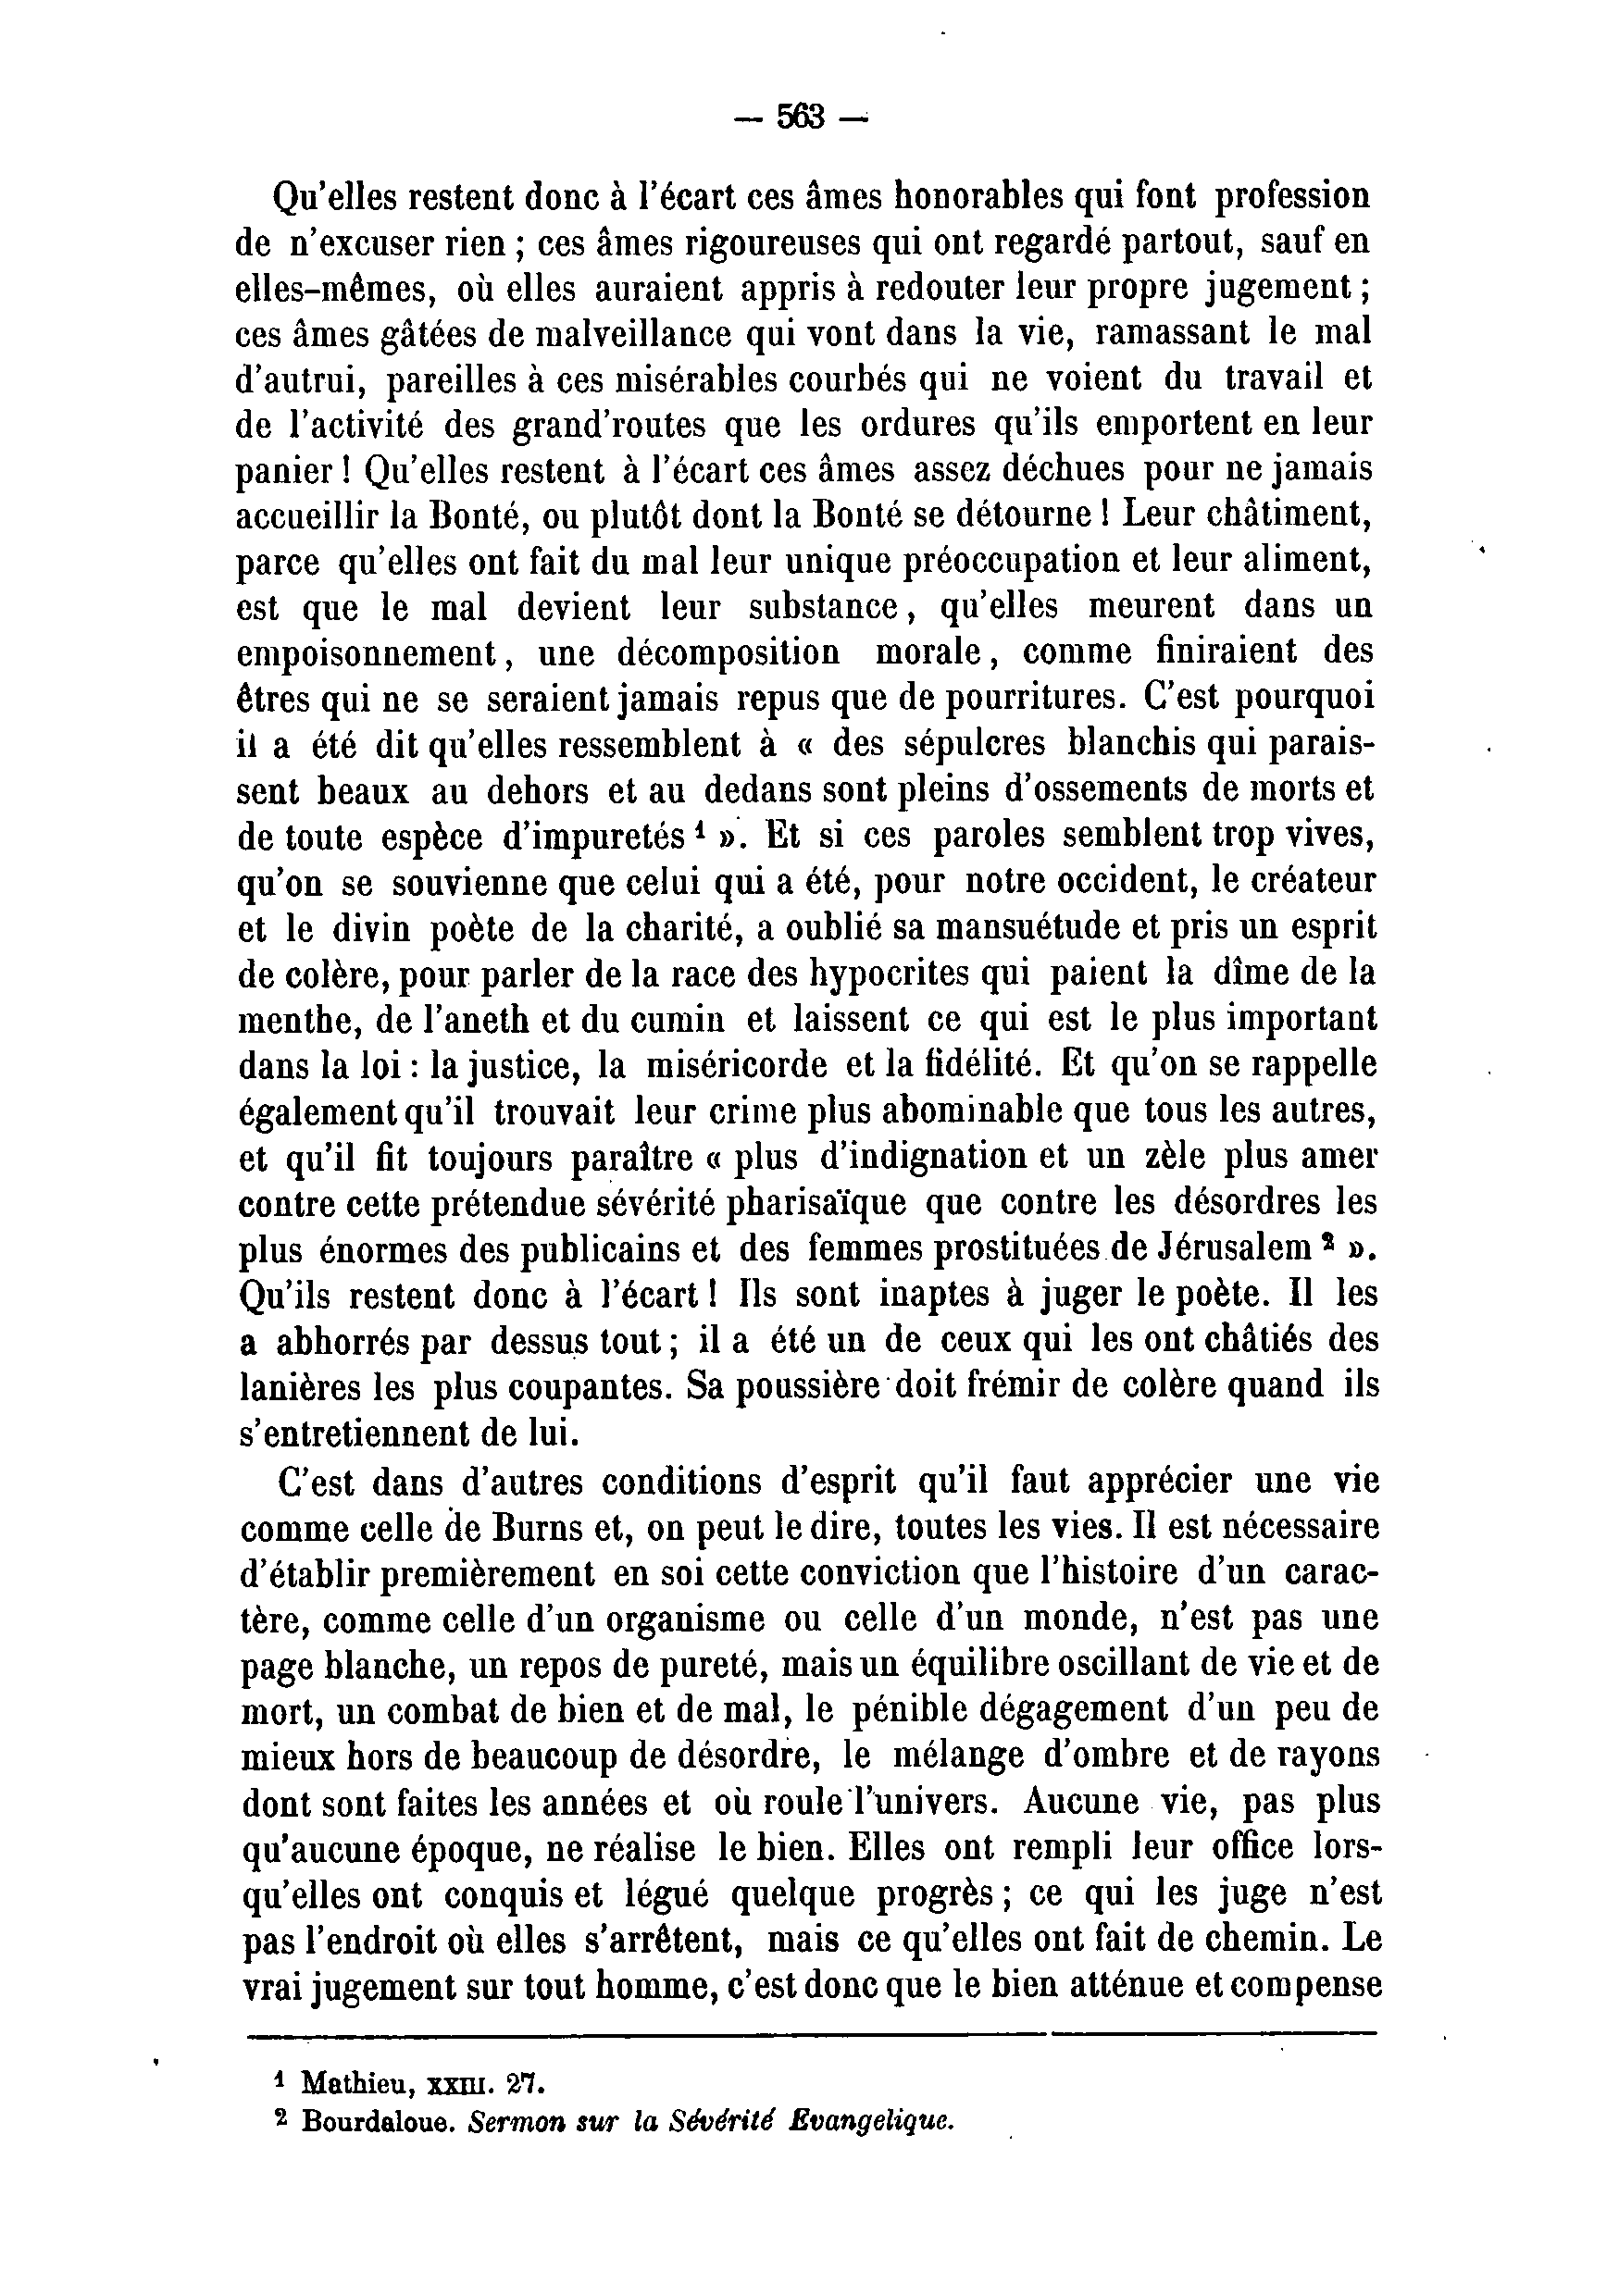 — 563 —
Qu'elles restent donc à l'écart ces âmes honorables qui font profession
de n'excuser rien ; ces âmes rigoureuses qui ont regardé partout, sauf en
elles-mêmes, où elles auraient appris à redouter leur propre jugement ;
ces âmes gâtées de malveillance qui vont dans la vie, ramassant le mal
d'autrui, pareilles à ces misérables courbés qui ne voient du travail et
de l'activité des grand'routes que les ordures qu'ils emportent en leur
panier ! Qu'elles restent à l'écart ces âmes assez déchues pour ne jamais
accueillir la Bonté, ou plutôt dont la Bonté se détourne ! Leur châtiment,
parce qu'elles ont fait du mal leur unique préoccupation et leur aliment,
est que le mal devient leur substance, qu'elles meurent dans un
empoisonnement, une décomposition morale, comme finiraient des
êtres qui ne se seraient jamais repus que de pourritures. C'est pourquoi
il a été dit qu'elles ressemblent à « des sépulcres blanchis qui parais-
sent beaux au dehors et au dedans sont pleins d'ossements de morts et
de toute espèce d'impuretés ¹ ». Et si ces paroles semblent trop vives,
qu'on se souvienne que celui qui a été, pour notre occident, le créateur
et le divin poète de la charité, a oublié sa mansuétude et pris un esprit
de colère, pour parler de la race des hypocrites qui paient la dîme de la
menthe, de l'aneth et du cumin et laissent ce qui est le plus important
dans la loi : la justice, la miséricorde et la fidélité. Et qu'on se rappelle
également qu'il trouvait leur crime plus abominable que tous les autres,
et qu'il fit toujours paraître « plus d'indignation et un zèle plus amer
contre cette prétendue sévérité pharisaïque que contre les désordres les
plus énormes des publicains et des femmes prostituées de Jérusalem ² ».
Qu'ils restent donc à l'écart ! Ils sont inaptes à juger le poète. Il les
a abhorrés par dessus tout ; il a été un de ceux qui les ont châtiés des
lanières les plus coupantes. Sa poussière doit frémir de colère quand ils
s'entretiennent de lui.
C'est dans d'autres conditions d'esprit qu'il faut apprécier une vie
comme celle de Burns et, on peut le dire, toutes les vies. Il est nécessaire
d'établir premièrement en soi cette conviction que l'histoire d'un carac-
tère, comme celle d'un organisme ou celle d'un monde, n'est pas une
page blanche, un repos de pureté, mais un équilibre oscillant de vie et de
mort, un combat de bien et de mal, le pénible dégagement d'un peu de
mieux hors de beaucoup de désordre, le mélange d'ombre et de rayons
dont sont faites les années et où roule l'univers. Aucune vie, pas plus
qu'aucune époque, ne réalise le bien. Elles ont rempli leur office lors-
qu'elles ont conquis et légué quelque progrès ; ce qui les juge n'est
pas l'endroit où elles s'arrêtent, mais ce qu'elles ont fait de chemin. Le
vrai jugement sur tout homme, c'est donc que le bien atténue et compense
¹ Mathieu, XXIII. 27.
² Bourdaloue. Sermon sur la Sévérité Evangelique.